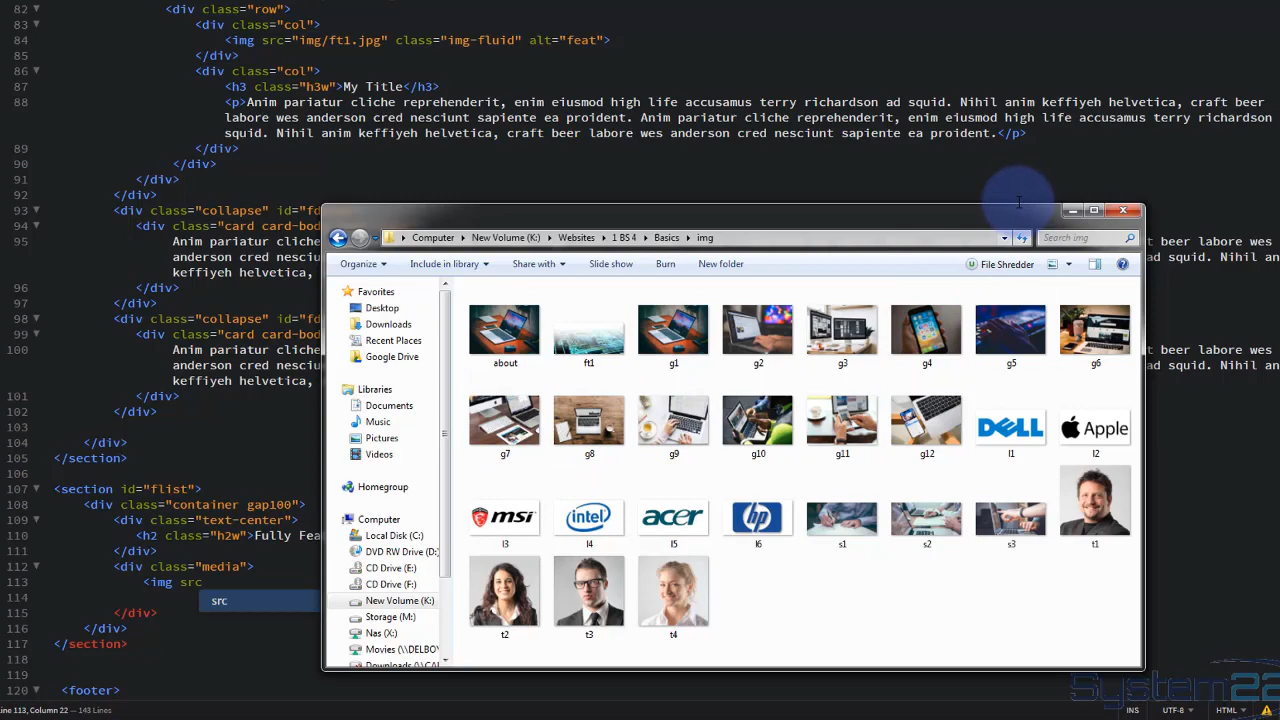 82 <div class="row">
83 <div class="col">
84 <img src="img/ft1.jpg" class="img-fluid" alt="feat">
85 </div>
86 <div class="col">
87 <h3 class="h3w">My Title</h3>
88 <p>Anim pariatur cliche reprehenderit, enim eiusmod high life accusamus terry richardson ad squid. Nihil anim keffiyeh helvetica, craft beer
labore wes anderson cred nesciunt sapiente ea proident. Anim pariatur cliche reprehenderit, enim eiusmod high life accusamus terry richardson
squid. Nihil anim keffiyeh helvetica, craft beer labore wes anderson cred nesciunt sapiente ea proident.</p>
89 </div>
90 </div>
91 </div>
92 </div>
93 <div class="collapse" id="fd
94 <div class="card card-bod
95 Anim pariatur cliche beer labore wes
anderson cred nesciu ad squid. Nihil an
keffiyeh helvetica,
96 </div>
97 </div>
98 <div class="collapse" id="fd
99 <div class="card card-bod
100 Anim pariatur cliche beer labore wes
anderson cred nesciu ad squid. Nihil an
keffiyeh helvetica,
101 </div>
102 </div>
103
104 </div>
105 </section>
106
107 <section id="flist">
108 <div class="container gap100">
109 <div class="text-center">
110 <h2 class="h2w">Fully Fea
111 </div>
112 <div class="media">
113 <img src
114 src
115 </div>
116 </div>
117 </section>
118
119
120 <footer>
Line 113, Column 22 — 143 Lines
INS UTF-8 HTML
Computer New Volume (K:) Websites 1 BS 4 Basics img
Search img
Organize Include in library Share with Slide show Burn New folder File Shredder
Favorites
Desktop
Downloads
Recent Places
Google Drive
Libraries
Documents
Music
Pictures
Videos
Homegroup
Computer
Local Disk (C:)
DVD RW Drive (D:)
CD Drive (E:)
CD Drive (F:)
New Volume (K:)
Storage (M:)
Nas (X:)
Movies (\\DELBO
about ft1 g1 g2 g3 g4 g5 g6
DELL Apple
g7 g8 g9 g10 g11 g12 l1 l2
msi intel acer hp
l3 l4 l5 l6 s1 s2 s3 t1
t2 t3 t4
System22